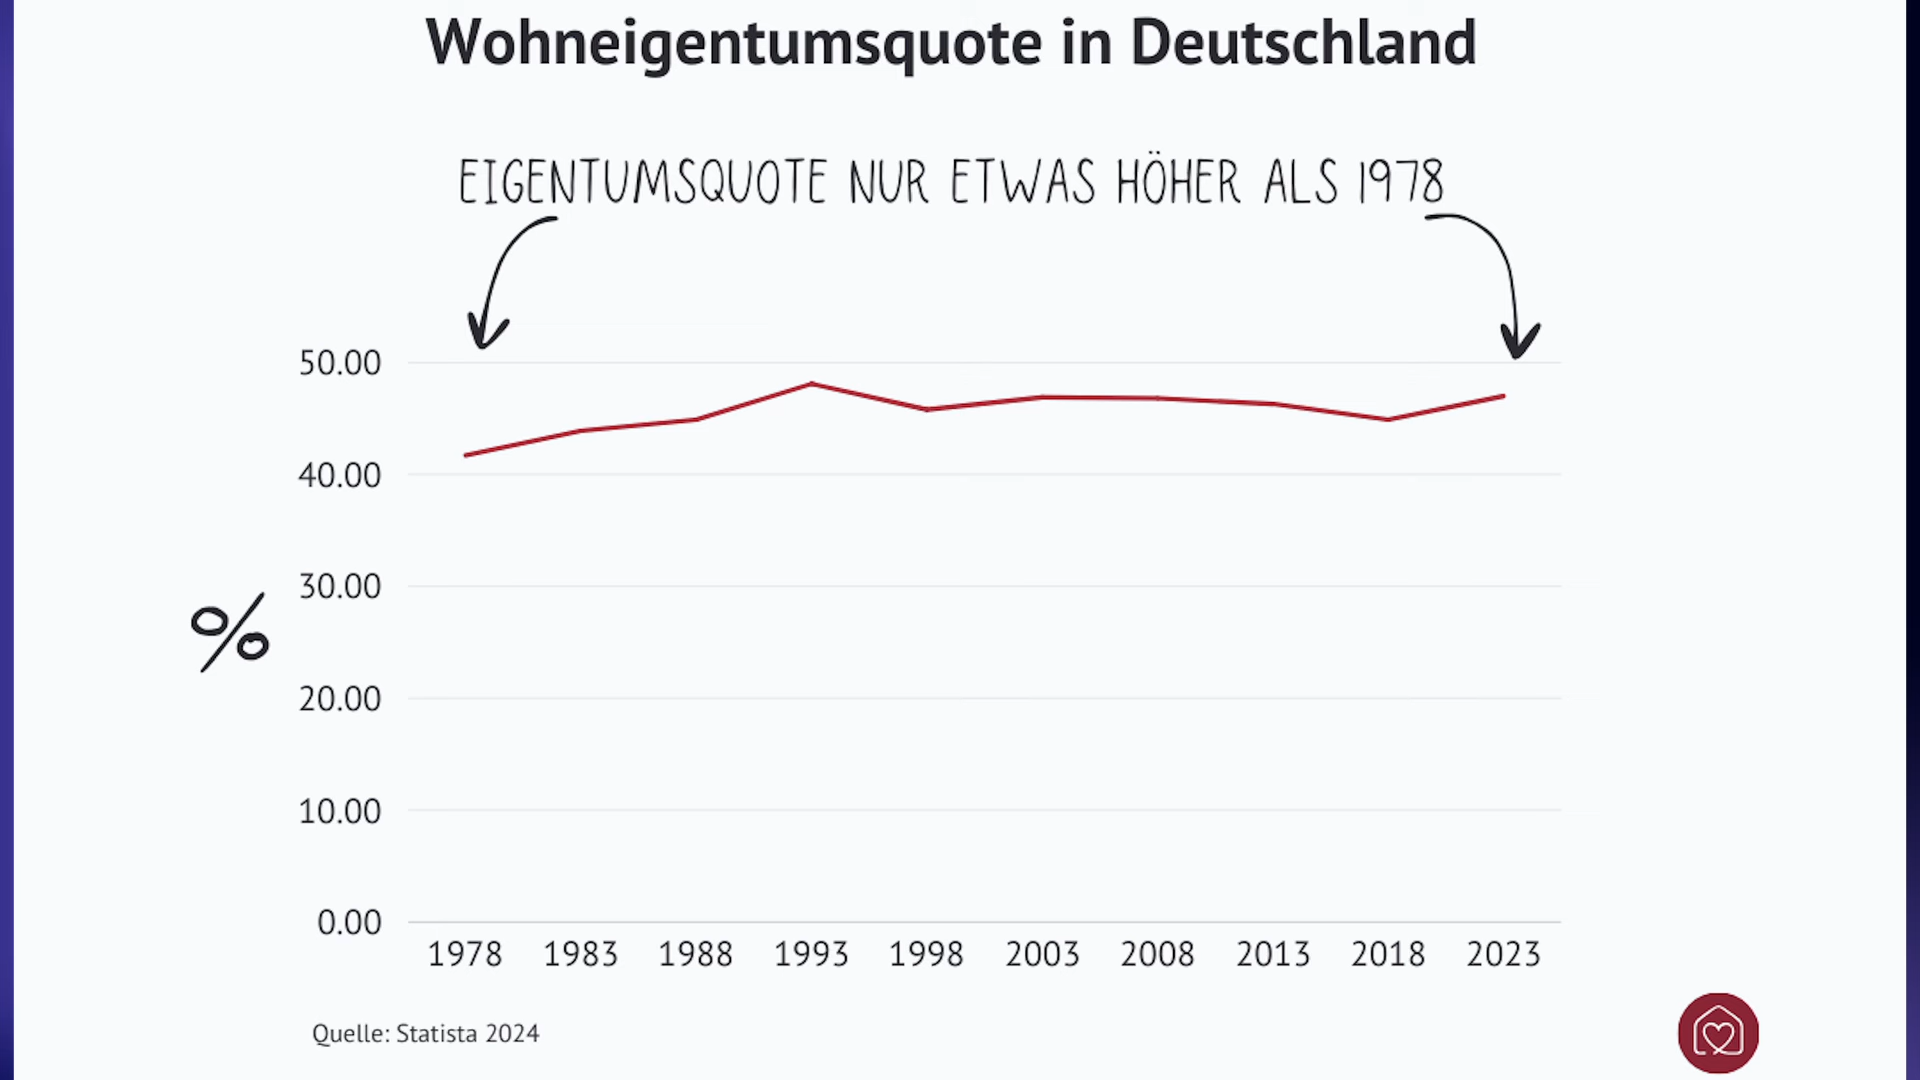 Wohneigentumsquote in Deutschland
EIGENTUMSQUOTE NUR ETWAS HÖHER ALS 1978
50.00
40.00
30.00
%
20.00
10.00
0.00
1978 1983 1988 1993 1998 2003 2008 2013 2018 2023
Quelle: Statista 2024